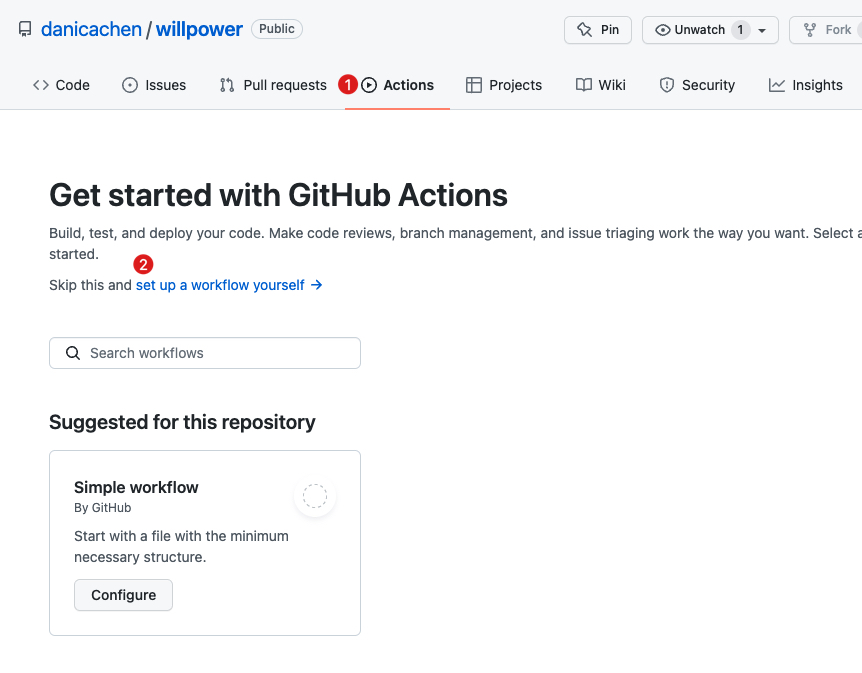 danicachen / willpower Public Pin Unwatch 1 Fork
Code Issues Pull requests 1 Actions Projects Wiki Security Insights
Get started with GitHub Actions
Build, test, and deploy your code. Make code reviews, branch management, and issue triaging work the way you want. Select a
started.
2
Skip this and set up a workflow yourself →
Search workflows
Suggested for this repository
Simple workflow
By GitHub
Start with a file with the minimum
necessary structure.
Configure